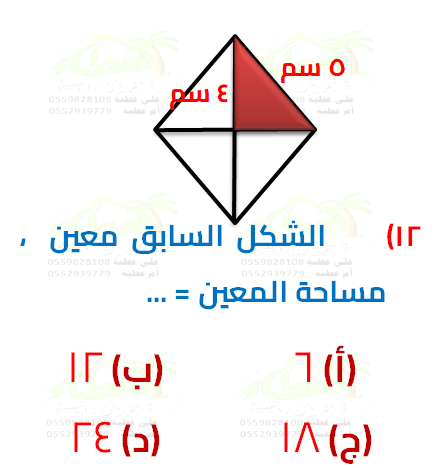 ٥ سم
٤ سم
١٢) الشكل السابق معين ،
مساحة المعين = ...
(أ) ٦ (ب) ١٢
(ج) ١٨ (د) ٢٤
علي عطية 0559828108
أم عطية 0552939779